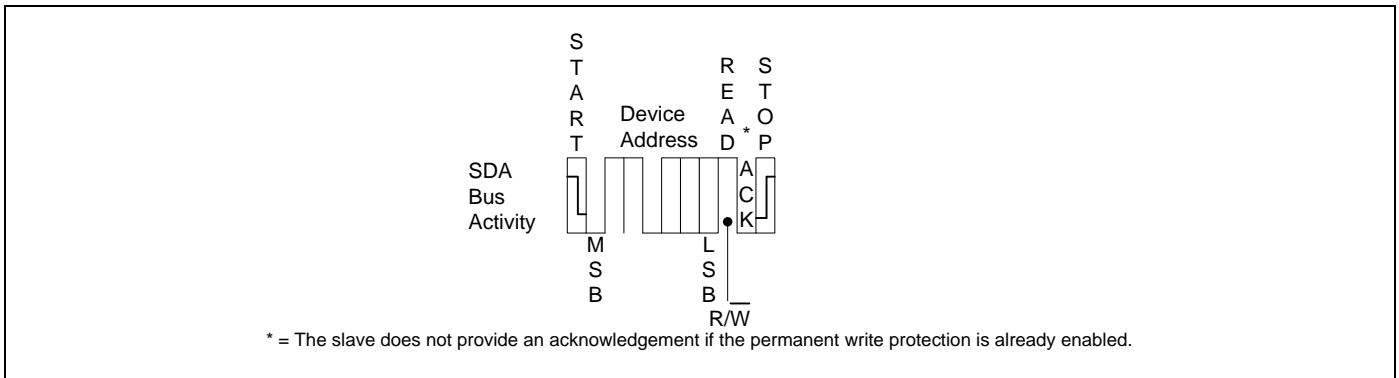 START
Device
Address
READ
*
STOP
SDA
Bus
Activity
ACK
MSB
LSB
R/W̅
* = The slave does not provide an acknowledgement if the permanent write protection is already enabled.